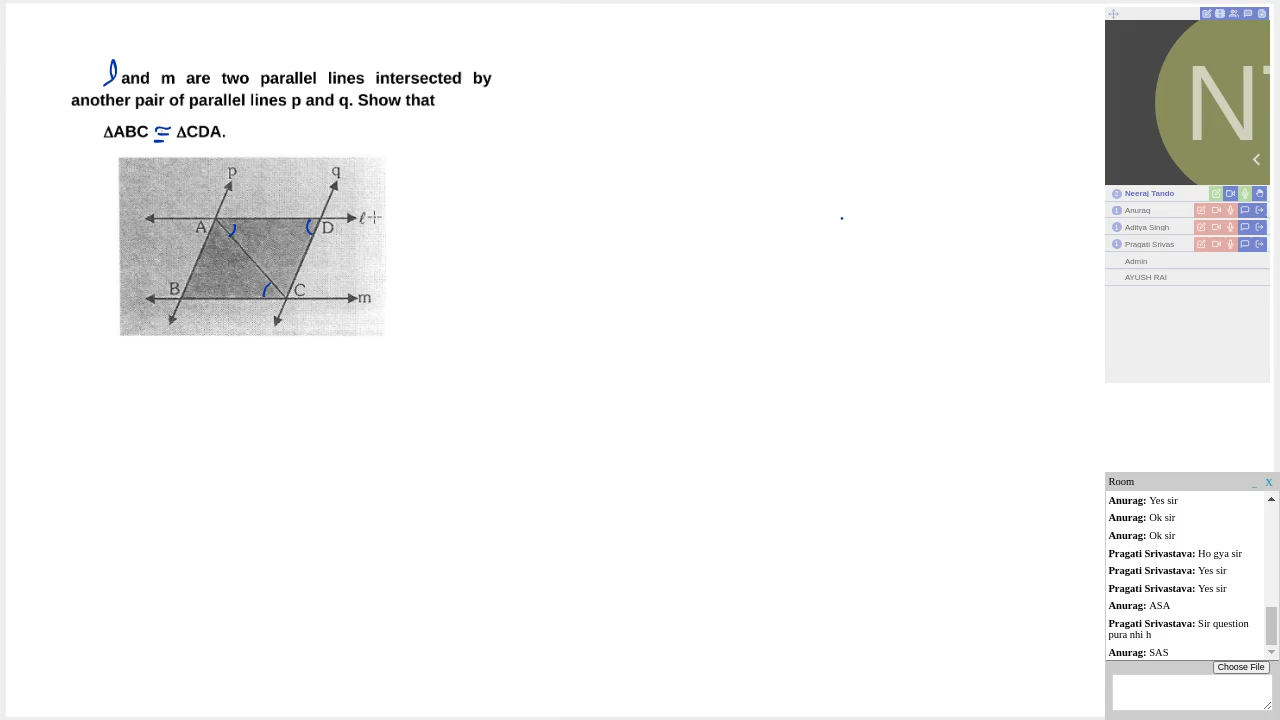 l and m are two parallel lines intersected by
another pair of parallel lines p and q. Show that
ΔABC ≅ ΔCDA.
p
q
A
D
ℓ
B
C
m
N
Neeraj Tando
Anuraq
Aditya Singh
Pragati Srivas
Admin
AYUSH RAI
Room
_ X
Anurag: Yes sir
Anurag: Ok sir
Anurag: Ok sir
Pragati Srivastava: Ho gya sir
Pragati Srivastava: Yes sir
Pragati Srivastava: Yes sir
Anurag: ASA
Pragati Srivastava: Sir question
pura nhi h
Anurag: SAS
Choose File